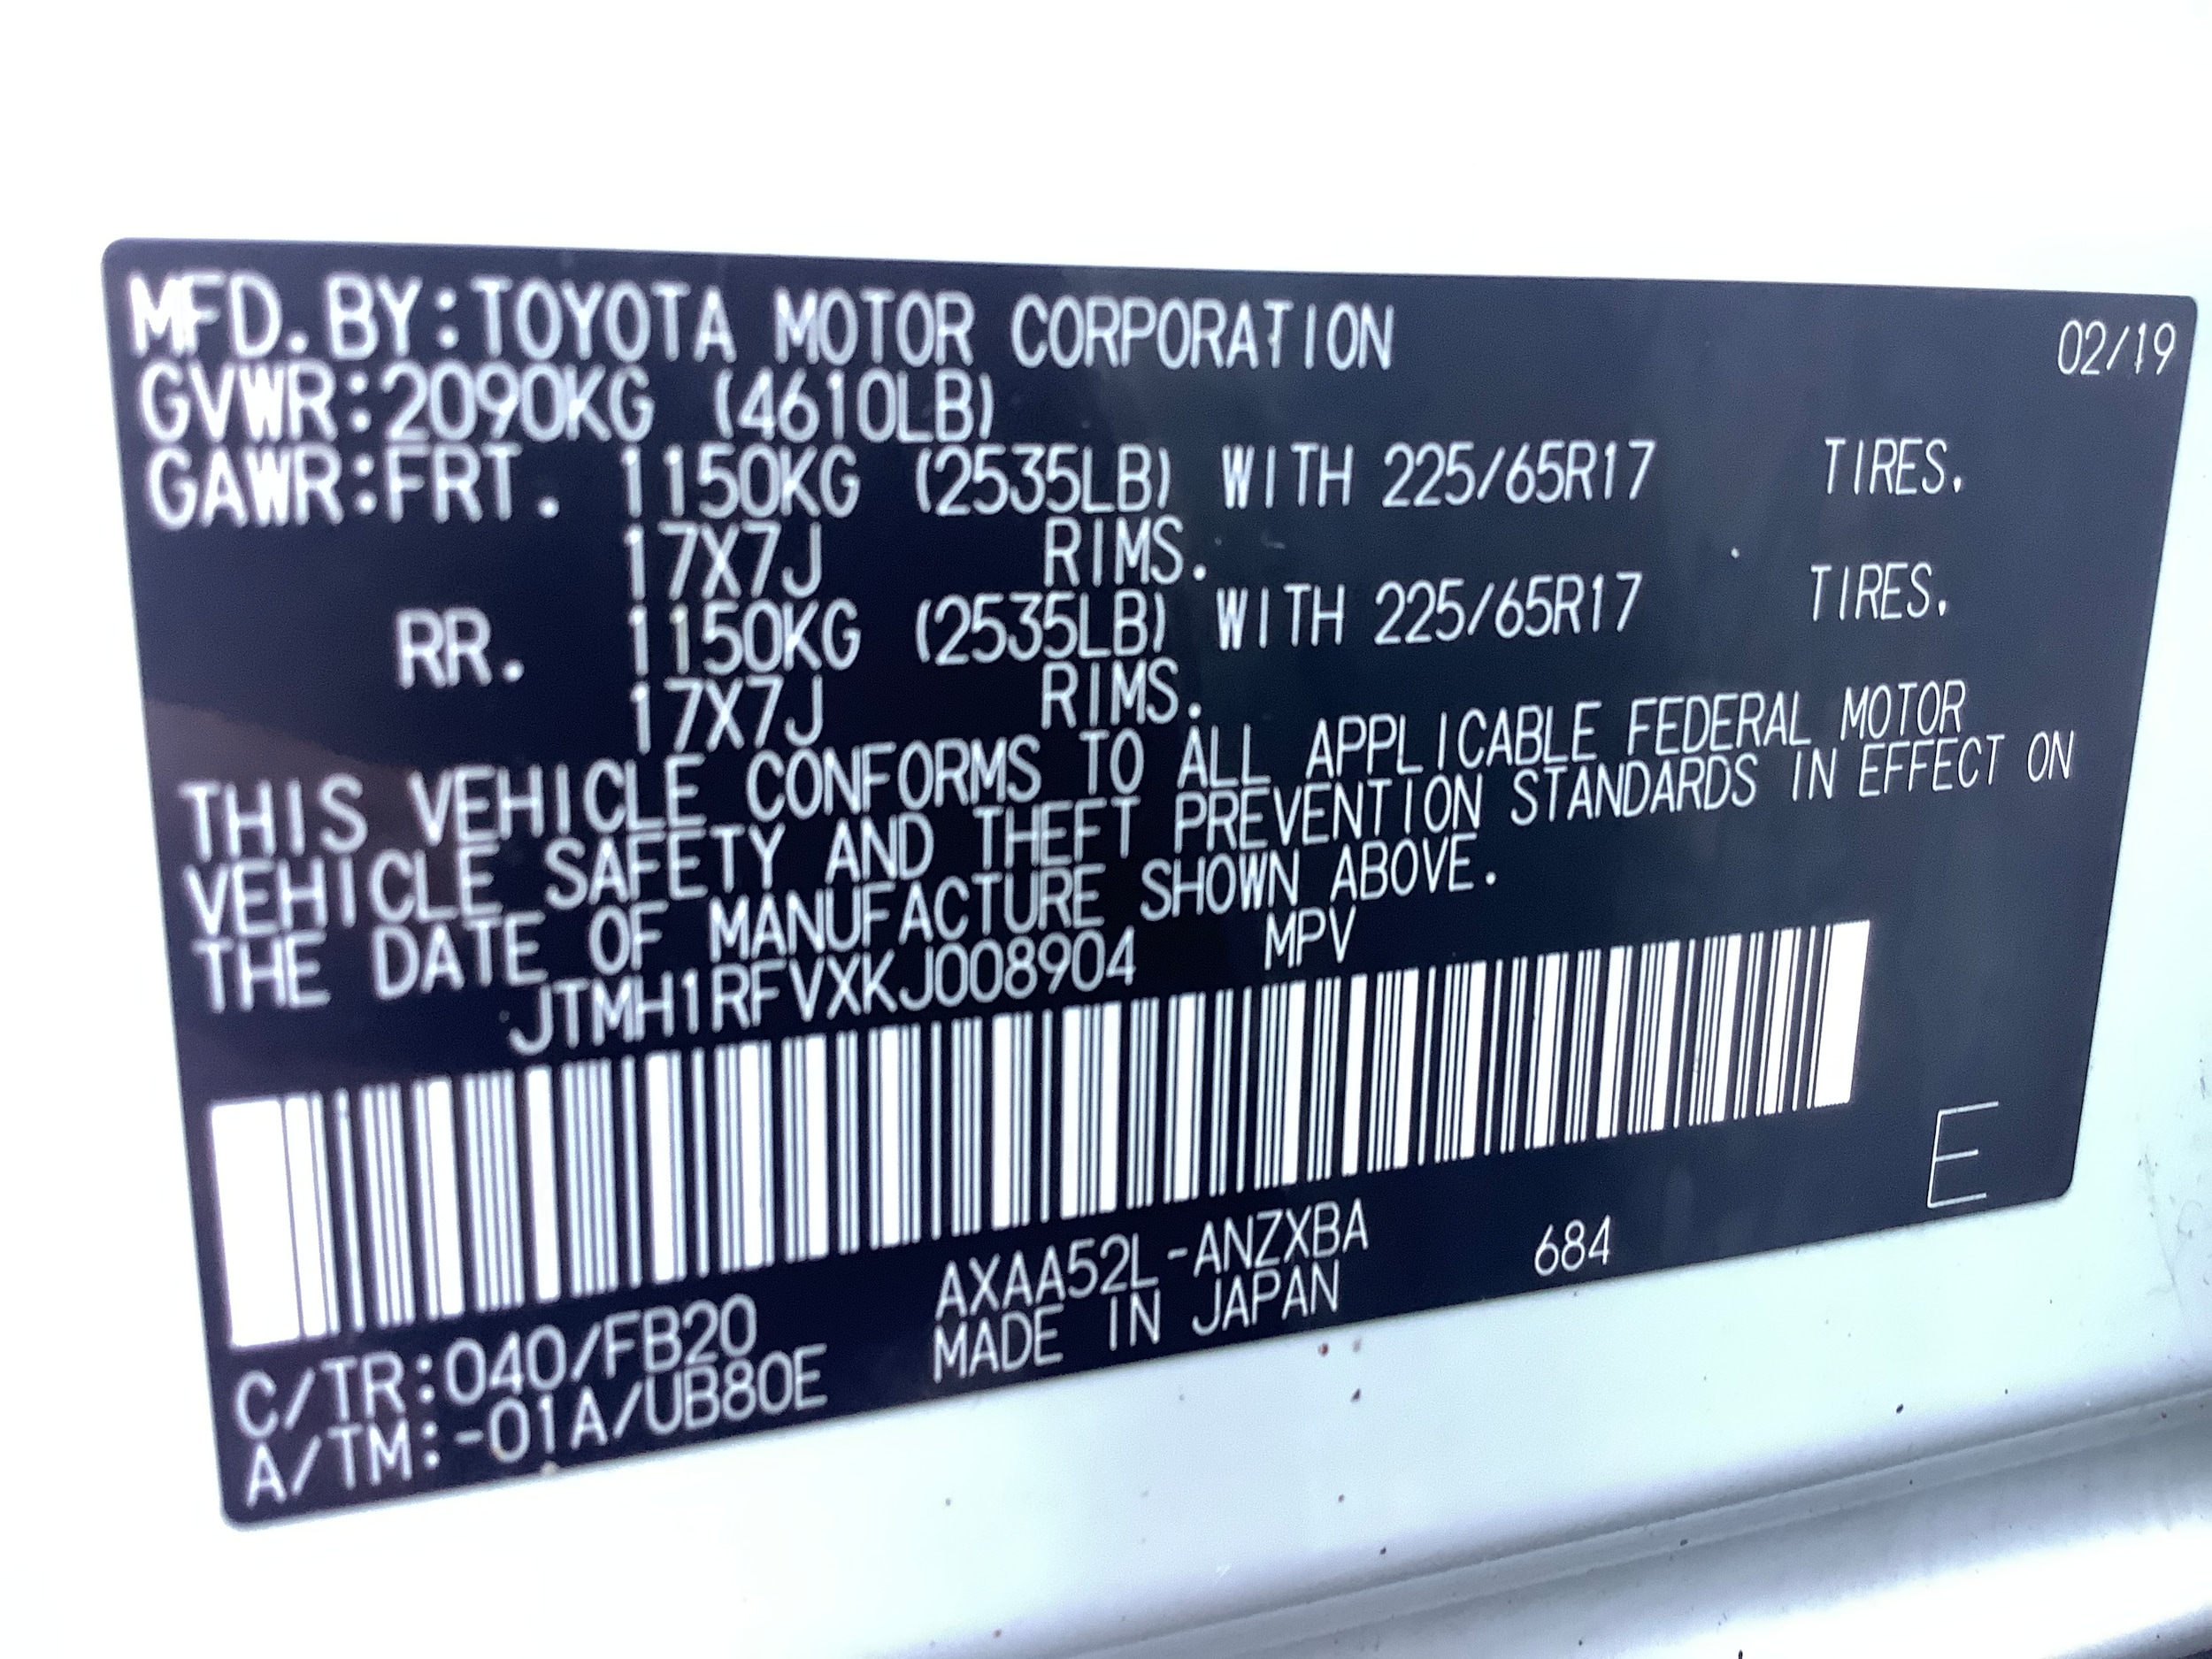 MFD.BY:TOYOTA MOTOR CORPORATION 02/19
GVWR:2090KG (4610LB)
GAWR:FRT. 1150KG (2535LB) WITH 225/65R17 TIRES.
17X7J RIMS.
RR. 1150KG (2535LB) WITH 225/65R17 TIRES.
17X7J RIMS.
THIS VEHICLE CONFORMS TO ALL APPLICABLE FEDERAL MOTOR
VEHICLE SAFETY AND THEFT PREVENTION STANDARDS IN EFFECT ON
THE DATE OF MANUFACTURE SHOWN ABOVE.
JTMH1RFVXKJ008904 MPV
E
C/TR:040/FB20 AXAA52L-ANZXBA 684
A/TM:-01A/UB80E MADE IN JAPAN